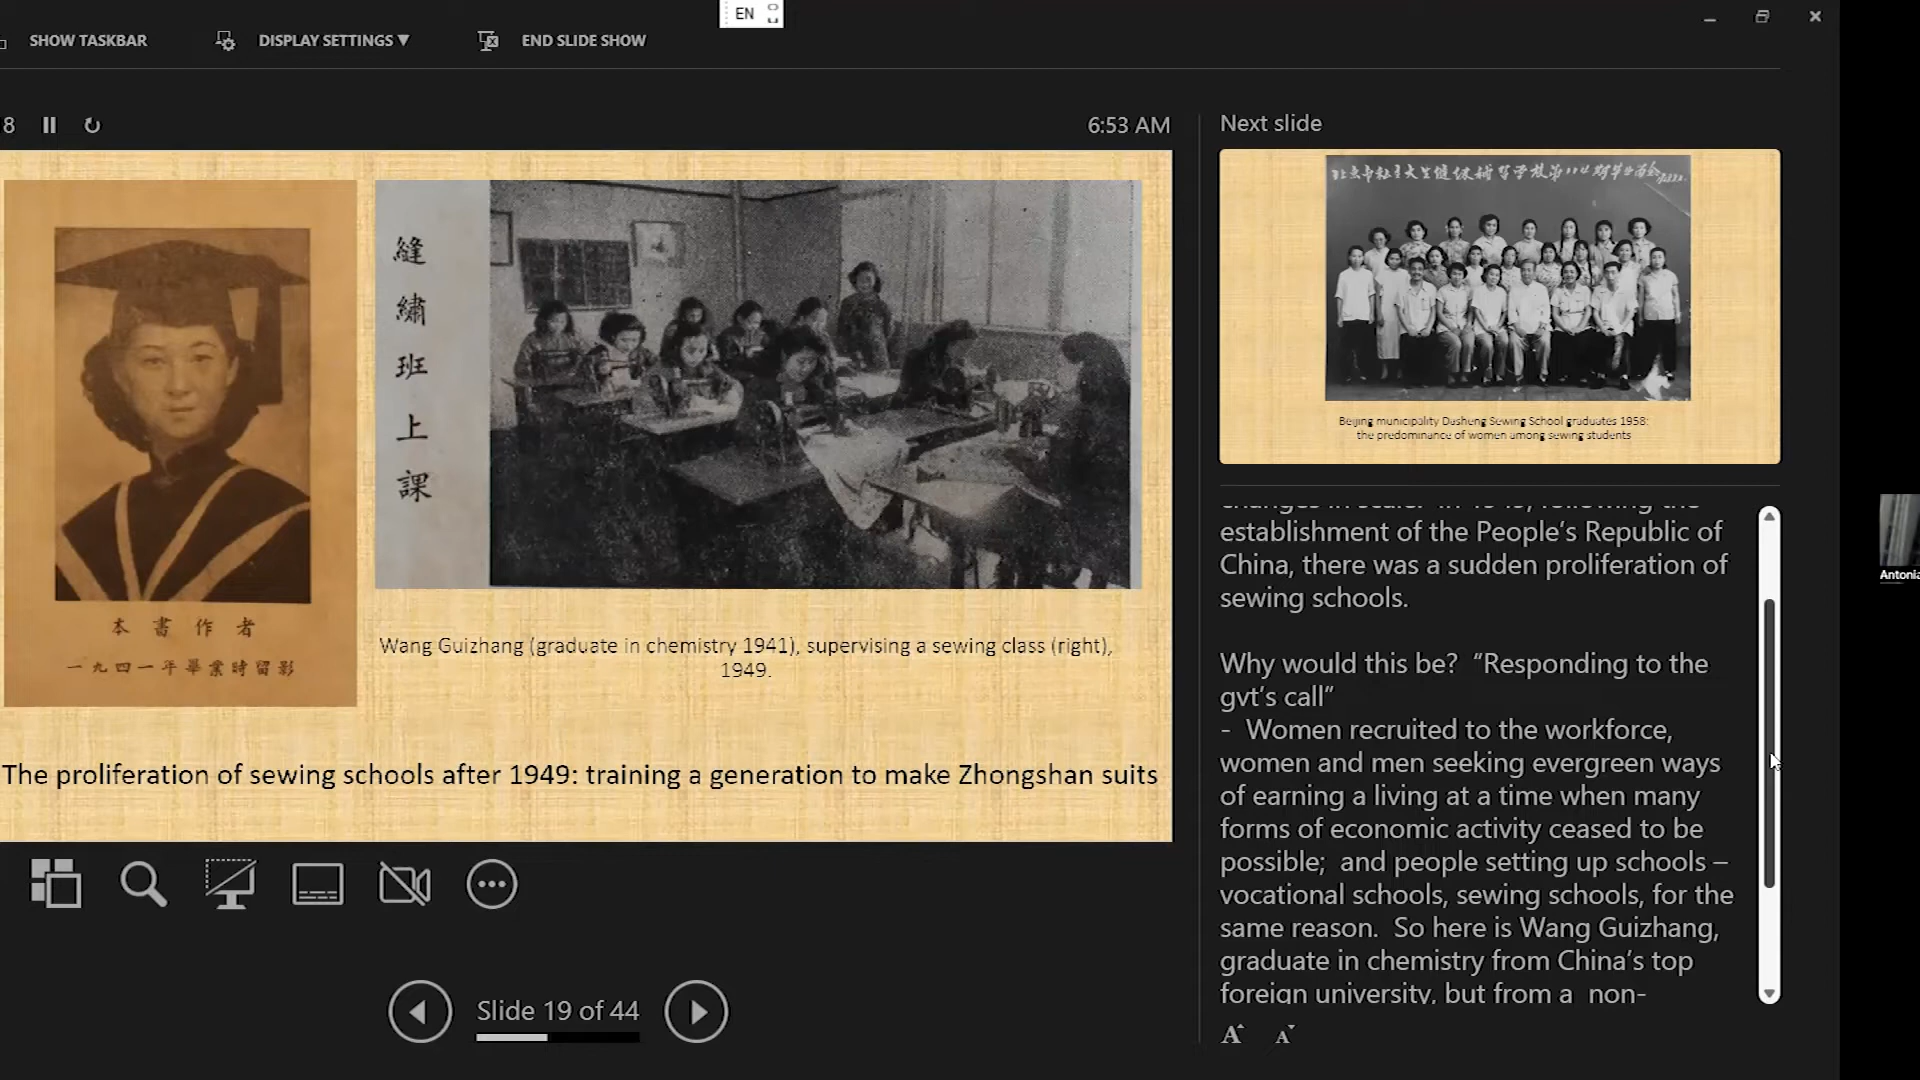 EN
SHOW TASKBAR
DISPLAY SETTINGS ▼
END SLIDE SHOW
8
6:53 AM
縫繡班上課
本書作者
一九四一年畢業時留影
Wang Guizhang (graduate in chemistry 1941), supervising a sewing class (right),
1949.
The proliferation of sewing schools after 1949: training a generation to make Zhongshan suits
Slide 19 of 44
Next slide
Beijing municipality Dasheng Sewing School graduates 1958:
the predominance of women among sewing students
establishment of the People’s Republic of
China, there was a sudden proliferation of
sewing schools.
Why would this be? “Responding to the
gvt’s call”
- Women recruited to the workforce,
women and men seeking evergreen ways
of earning a living at a time when many
forms of economic activity ceased to be
possible; and people setting up schools –
vocational schools, sewing schools, for the
same reason. So here is Wang Guizhang,
graduate in chemistry from China’s top
foreign university, but from a non-
Antonia